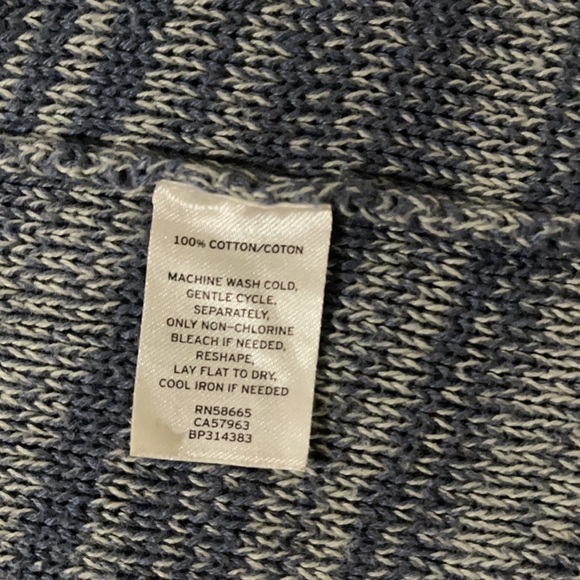 100% COTTON/COTON
MACHINE WASH COLD,
GENTLE CYCLE,
SEPARATELY,
ONLY NON-CHLORINE
BLEACH IF NEEDED,
RESHAPE,
LAY FLAT TO DRY,
COOL IRON IF NEEDED
RN58665
CA57963
BP314383